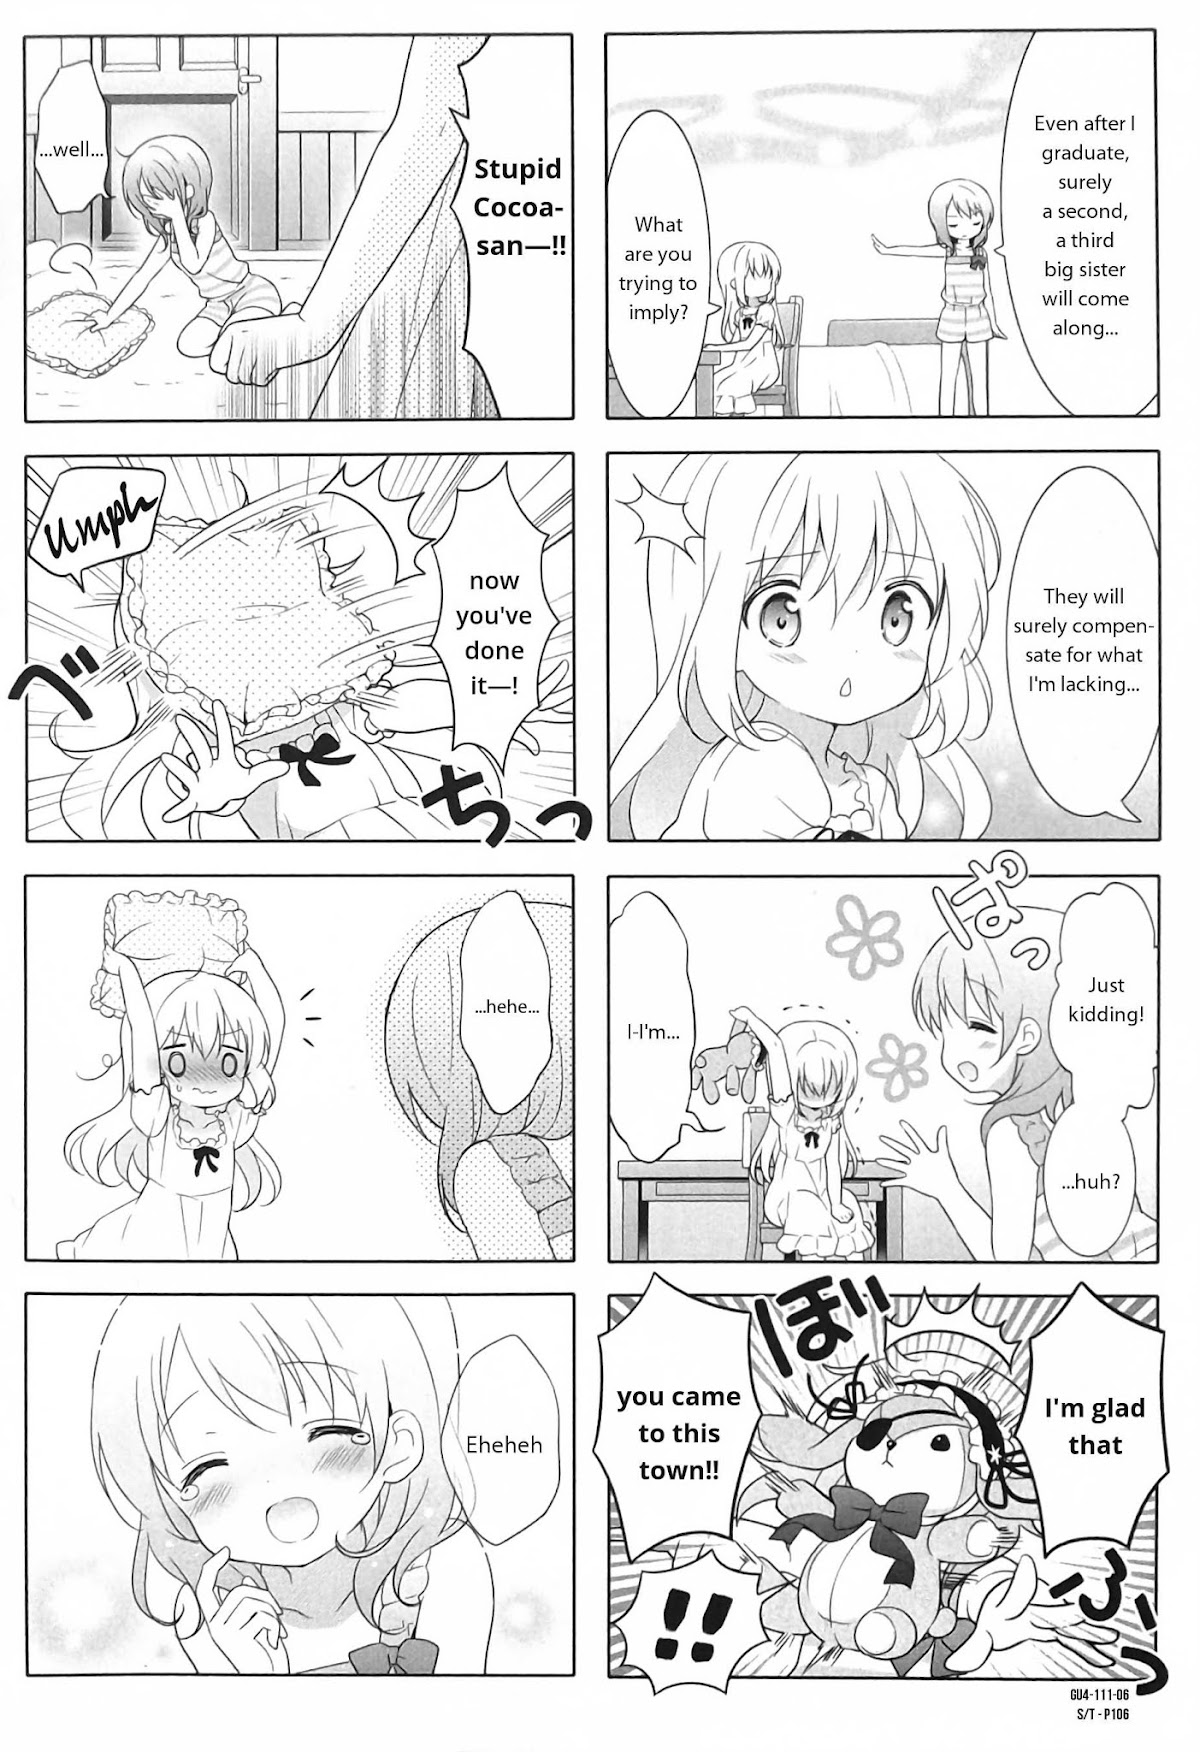 Even after I
graduate,
surely
a second,
a third
big sister
will come
along...
What
are you
trying to
imply?
They will
surely compen-
sate for what
I'm lacking...
ぱっ
Just
kidding!
...huh?
I-I'm...
I'm glad
that
ぼ
ふっ
you came
to this
town!!
!!
GU4-111-06
S/T - P106
Stupid
Cocoa-
san—!!
...well...
now
you've
done
it—!
Umph
べ
ちっ
...hehe...
Eheheh